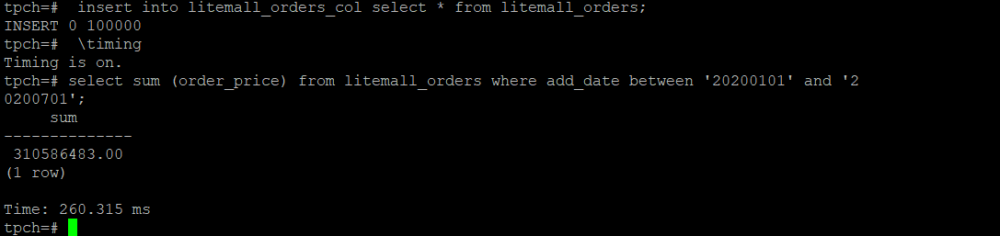 tpch=#  insert into litemall_orders_col select * from litemall_orders;
INSERT 0 100000
tpch=#  \timing
Timing is on.
tpch=# select sum (order_price) from litemall_orders where add_date between '20200101' and '2
0200701';
     sum
--------------
 310586483.00
(1 row)

Time: 260.315 ms
tpch=#